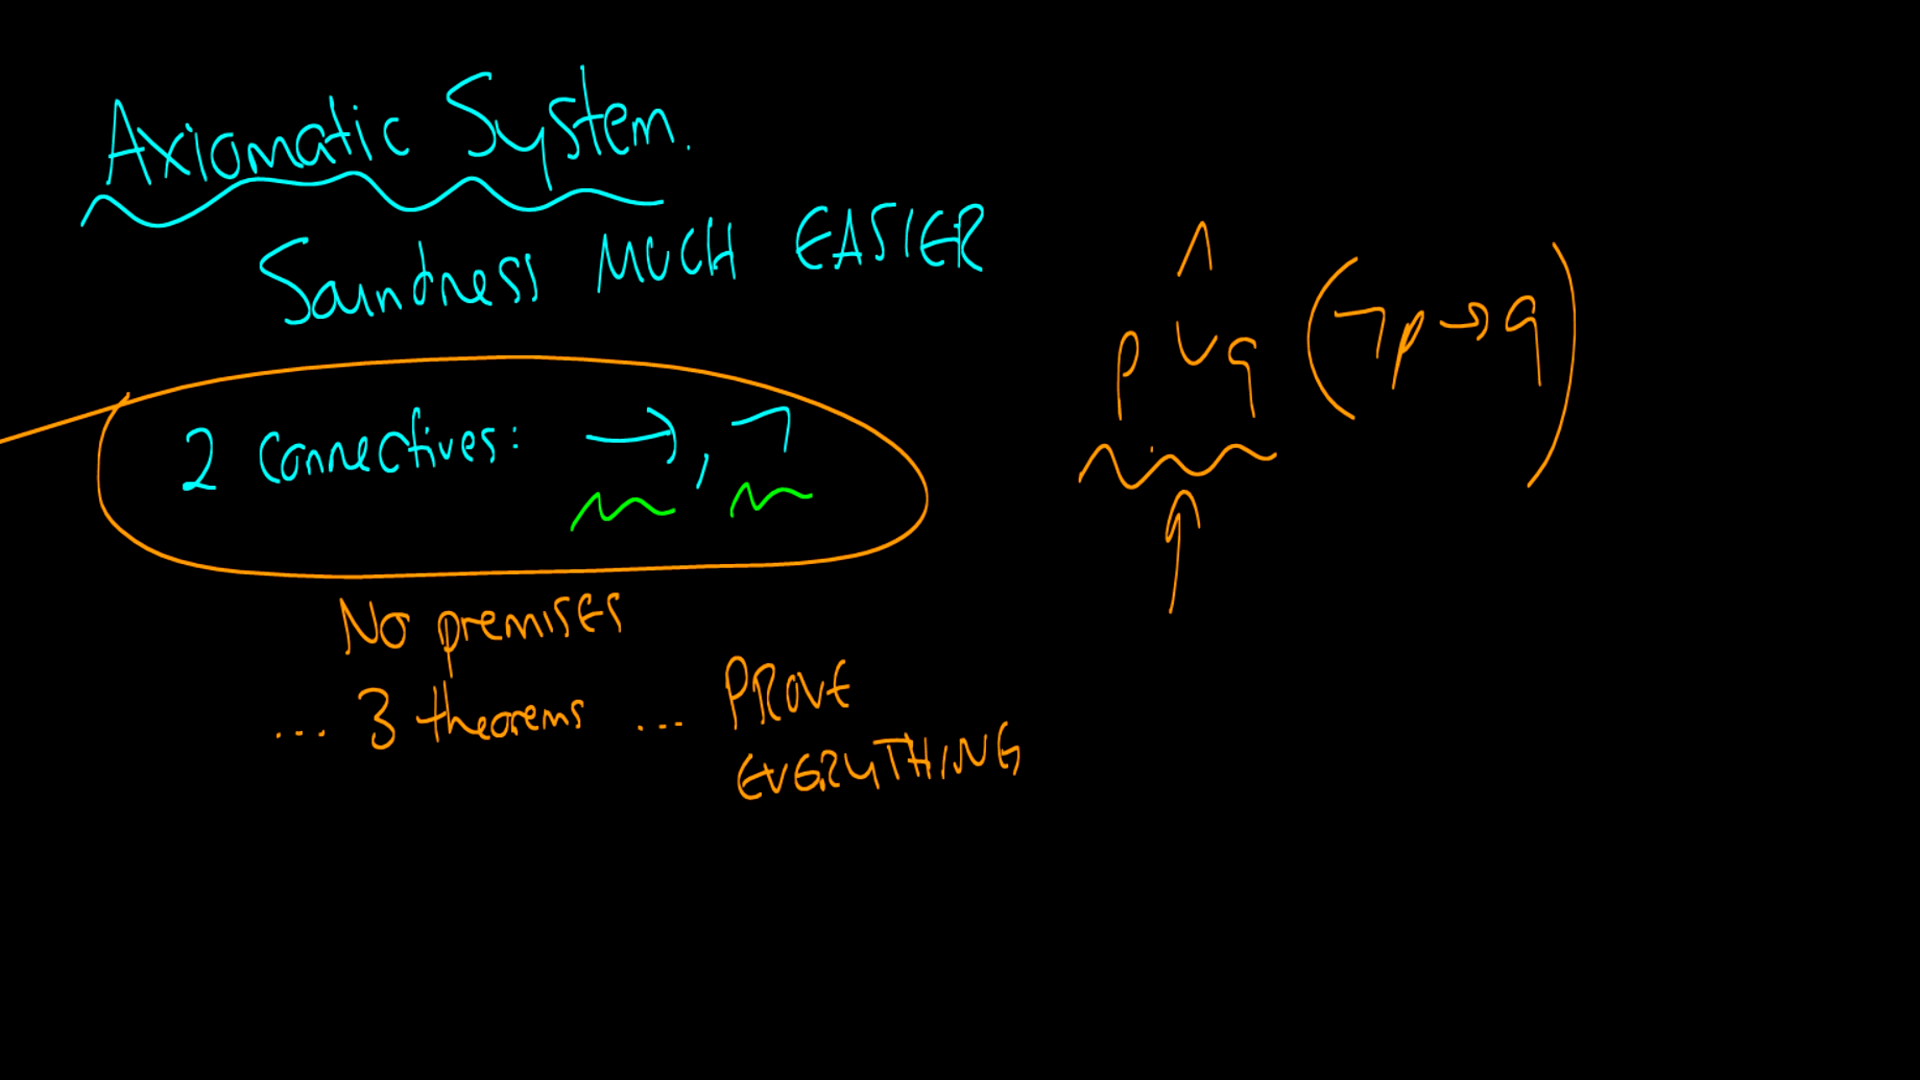 Axiomatic System.
Soundness MUCH EASIER
2 connectives: →, ¬
No premises
... 3 theorems ... PROVE
EVERYTHING
∧
p ∨ q (¬p → q)